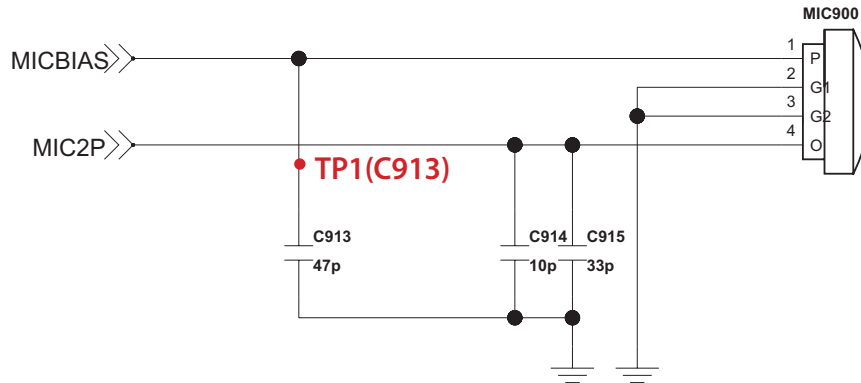 MIC900
MICBIAS
1
P
2
G1
3
G2
MIC2P
4
O
TP1(C913)
C913
47p
C914
10p
C915
33p